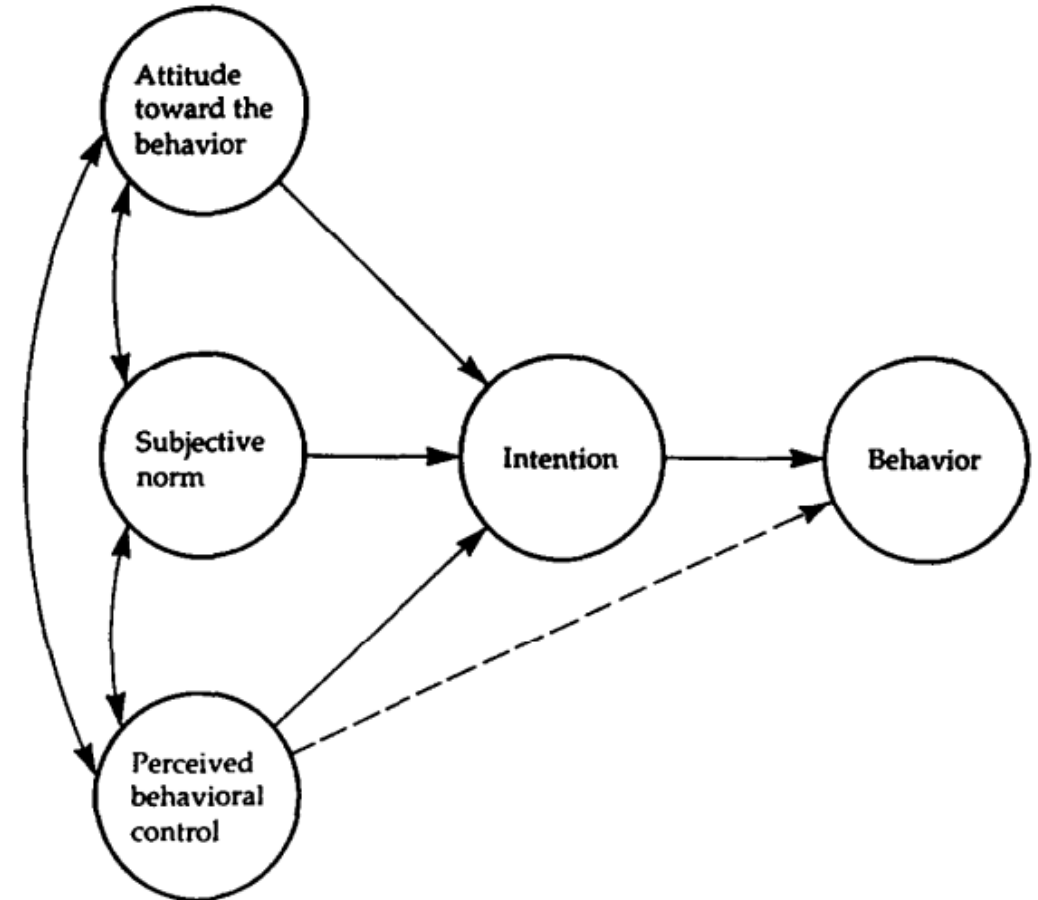 Attitude
toward the
behavior
Subjective
norm
Intention
Behavior
Perceived
behavioral
control